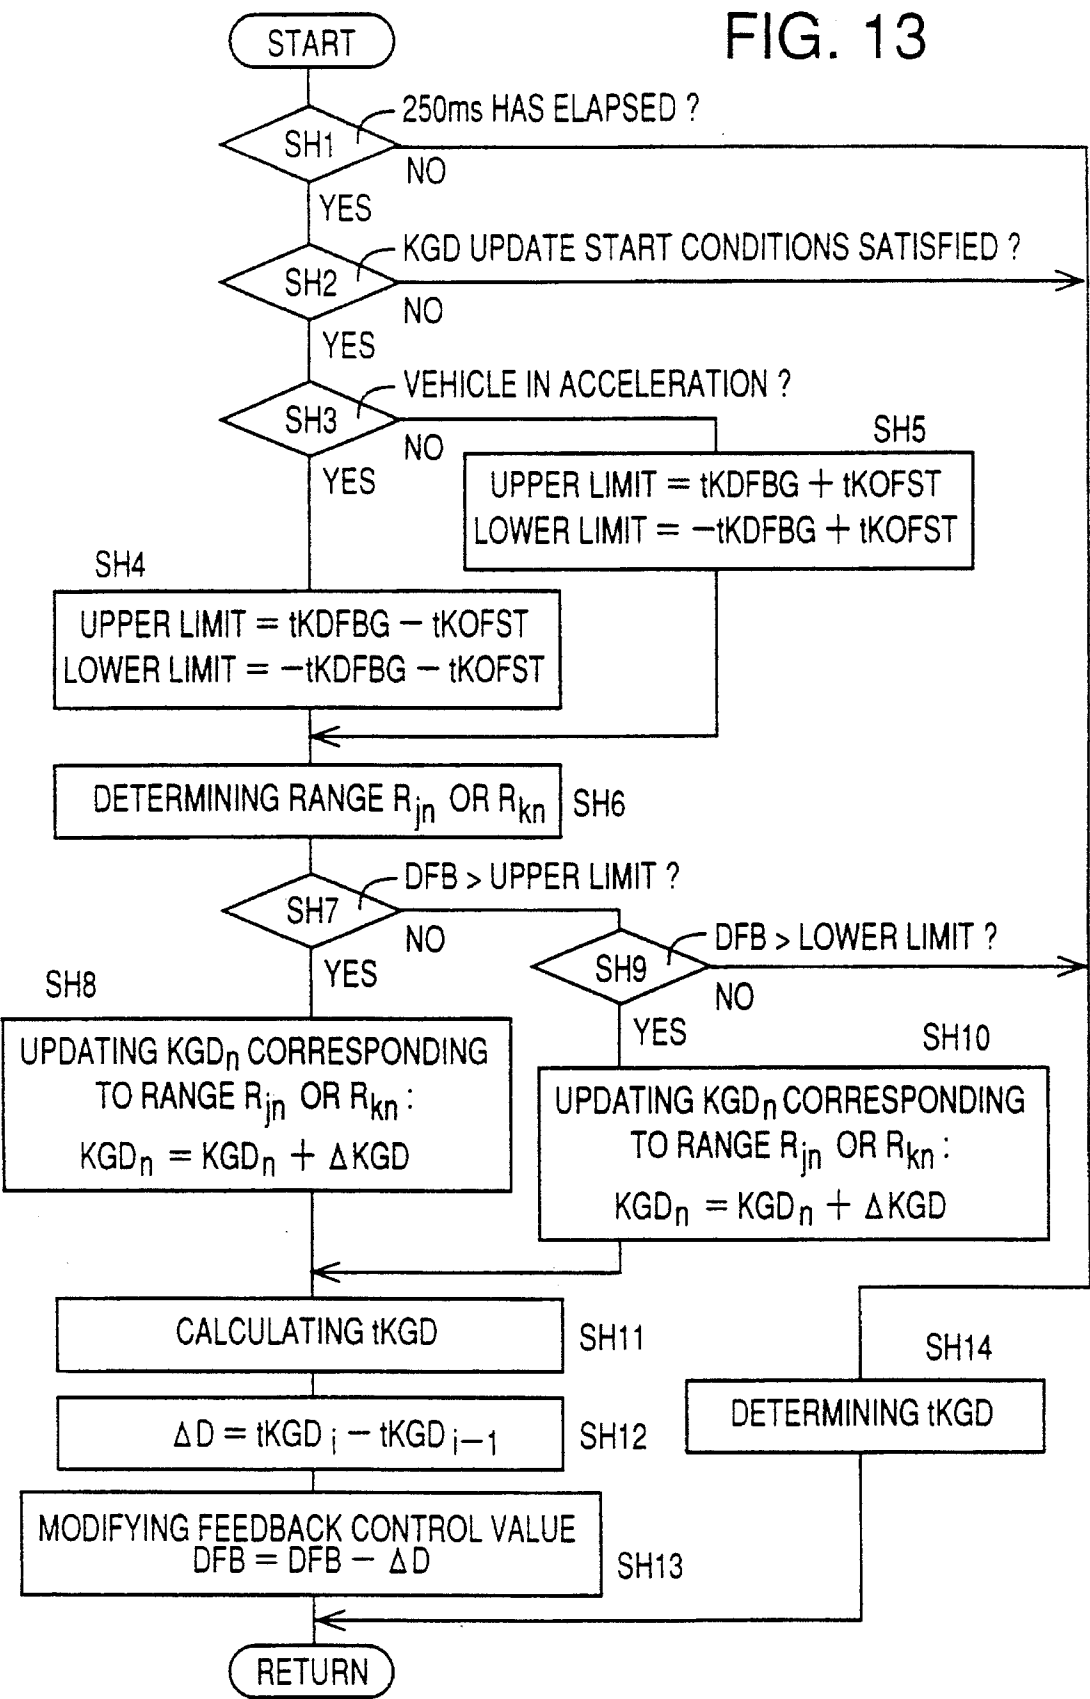 FIG. 13
START
250ms HAS ELAPSED ?
SH1
NO
YES
KGD UPDATE START CONDITIONS SATISFIED ?
SH2
NO
YES
VEHICLE IN ACCELERATION ?
SH3
NO
YES
SH5
UPPER LIMIT = tKDFBG + tKOFST
LOWER LIMIT = -tKDFBG + tKOFST
SH4
UPPER LIMIT = tKDFBG - tKOFST
LOWER LIMIT = -tKDFBG - tKOFST
DETERMINING RANGE Rjn OR Rkn
SH6
DFB > UPPER LIMIT ?
SH7
NO
YES
DFB > LOWER LIMIT ?
SH9
NO
YES
SH8
UPDATING KGDn CORRESPONDING
TO RANGE Rjn OR Rkn :
KGDn = KGDn + ΔKGD
SH10
UPDATING KGDn CORRESPONDING
TO RANGE Rjn OR Rkn :
KGDn = KGDn + ΔKGD
CALCULATING tKGD
SH11
ΔD = tKGD i - tKGD i-1
SH12
MODIFYING FEEDBACK CONTROL VALUE
DFB = DFB - ΔD
SH13
SH14
DETERMINING tKGD
RETURN